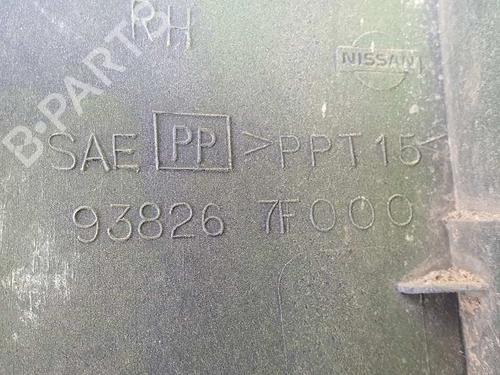 RH
NISSAN
SAE PP >PPT15<
93826 7F000
B-PARTS